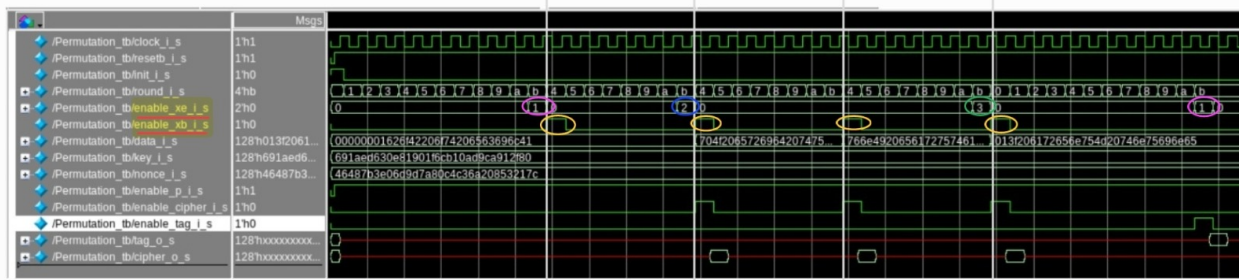 Msgs
/Permutation_tb/clock_i_s 1'h1
/Permutation_tb/resetb_i_s 1'h1
/Permutation_tb/init_i_s 1'h0
/Permutation_tb/round_i_s 4'hb 1 2 3 4 5 6 7 8 9 a b 4 5 6 7 8 9 a b 4 5 6 7 8 9 a b 4 5 6 7 8 9 a b 0 1 2 3 4 5 6 7 8 9 a b
/Permutation_tb/enable_xe_i_s 2'h0 0 1 0 2 0 3 0 1 0
/Permutation_tb/enable_xb_i_s 1'h0
/Permutation_tb/data_i_s 128'h013f2061... 00000001626f42206f74206563696c41 704f2065726964207475... 766e4920656172757461... 013f206172656e754d20746e75696e65
/Permutation_tb/key_i_s 128'h691aed6... 691aed630e81901f6cb10ad9ca912f80
/Permutation_tb/nonce_i_s 128'h46487b3... 46487b3e06d9d7a80c4c36a20853217c
/Permutation_tb/enable_p_i_s 1'h1
/Permutation_tb/enable_cipher_i_s 1'h0
/Permutation_tb/enable_tag_i_s 1'h0
/Permutation_tb/tag_o_s 128'hxxxxxxxxx...
/Permutation_tb/cipher_o_s 128'hxxxxxxxxx...